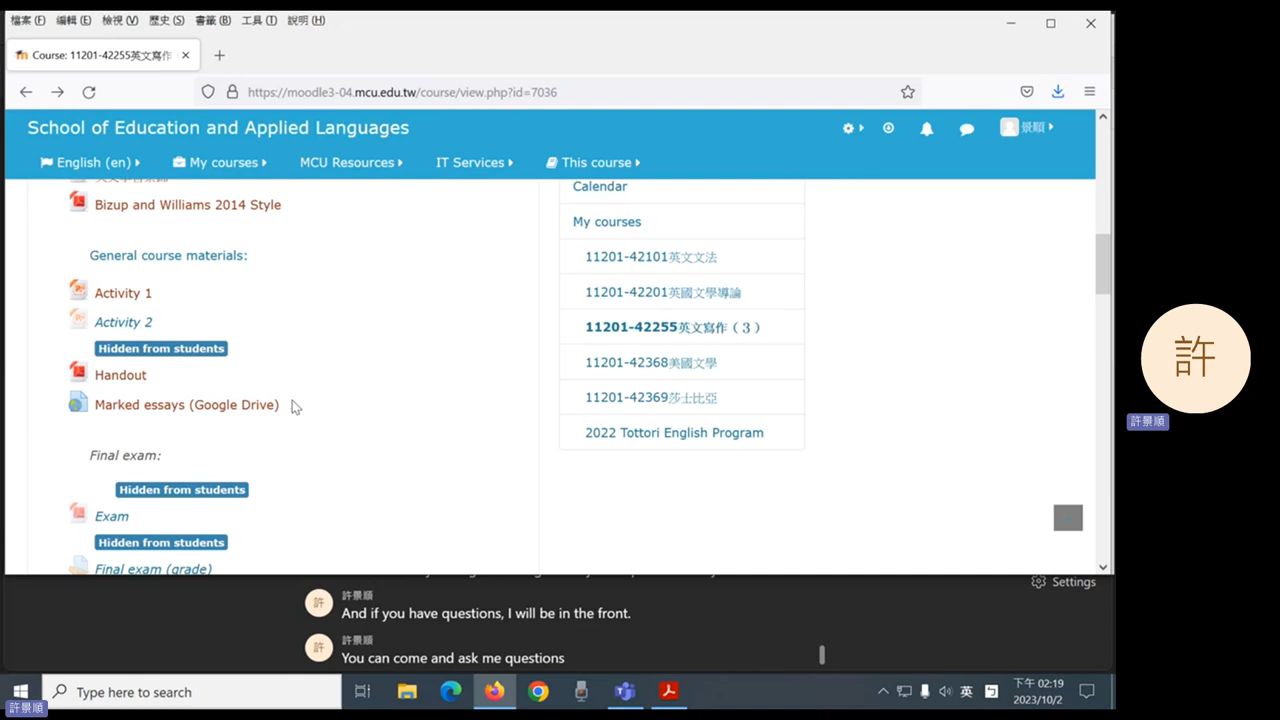 檔案 (F) 編輯 (E) 檢視 (V) 歷史 (S) 書籤 (B) 工具 (T) 說明 (H)
Course: 11201-42255英文寫作
https://moodle3-04.mcu.edu.tw/course/view.php?id=7036
School of Education and Applied Languages
景順
English (en) My courses MCU Resources IT Services This course
Bizup and Williams 2014 Style
General course materials:
Activity 1
Activity 2
Hidden from students
Handout
Marked essays (Google Drive)
Final exam:
Hidden from students
Exam
Hidden from students
Final exam (grade)
Calendar
My courses
11201-42101英文文法
11201-42201英國文學導論
11201-42255英文寫作（3）
11201-42368美國文學
11201-42369莎士比亞
2022 Tottori English Program
許
許景順
Settings
許
許景順
And if you have questions, I will be in the front.
許
許景順
You can come and ask me questions
Type here to search
英
下午 02:19
2023/10/2
許景順